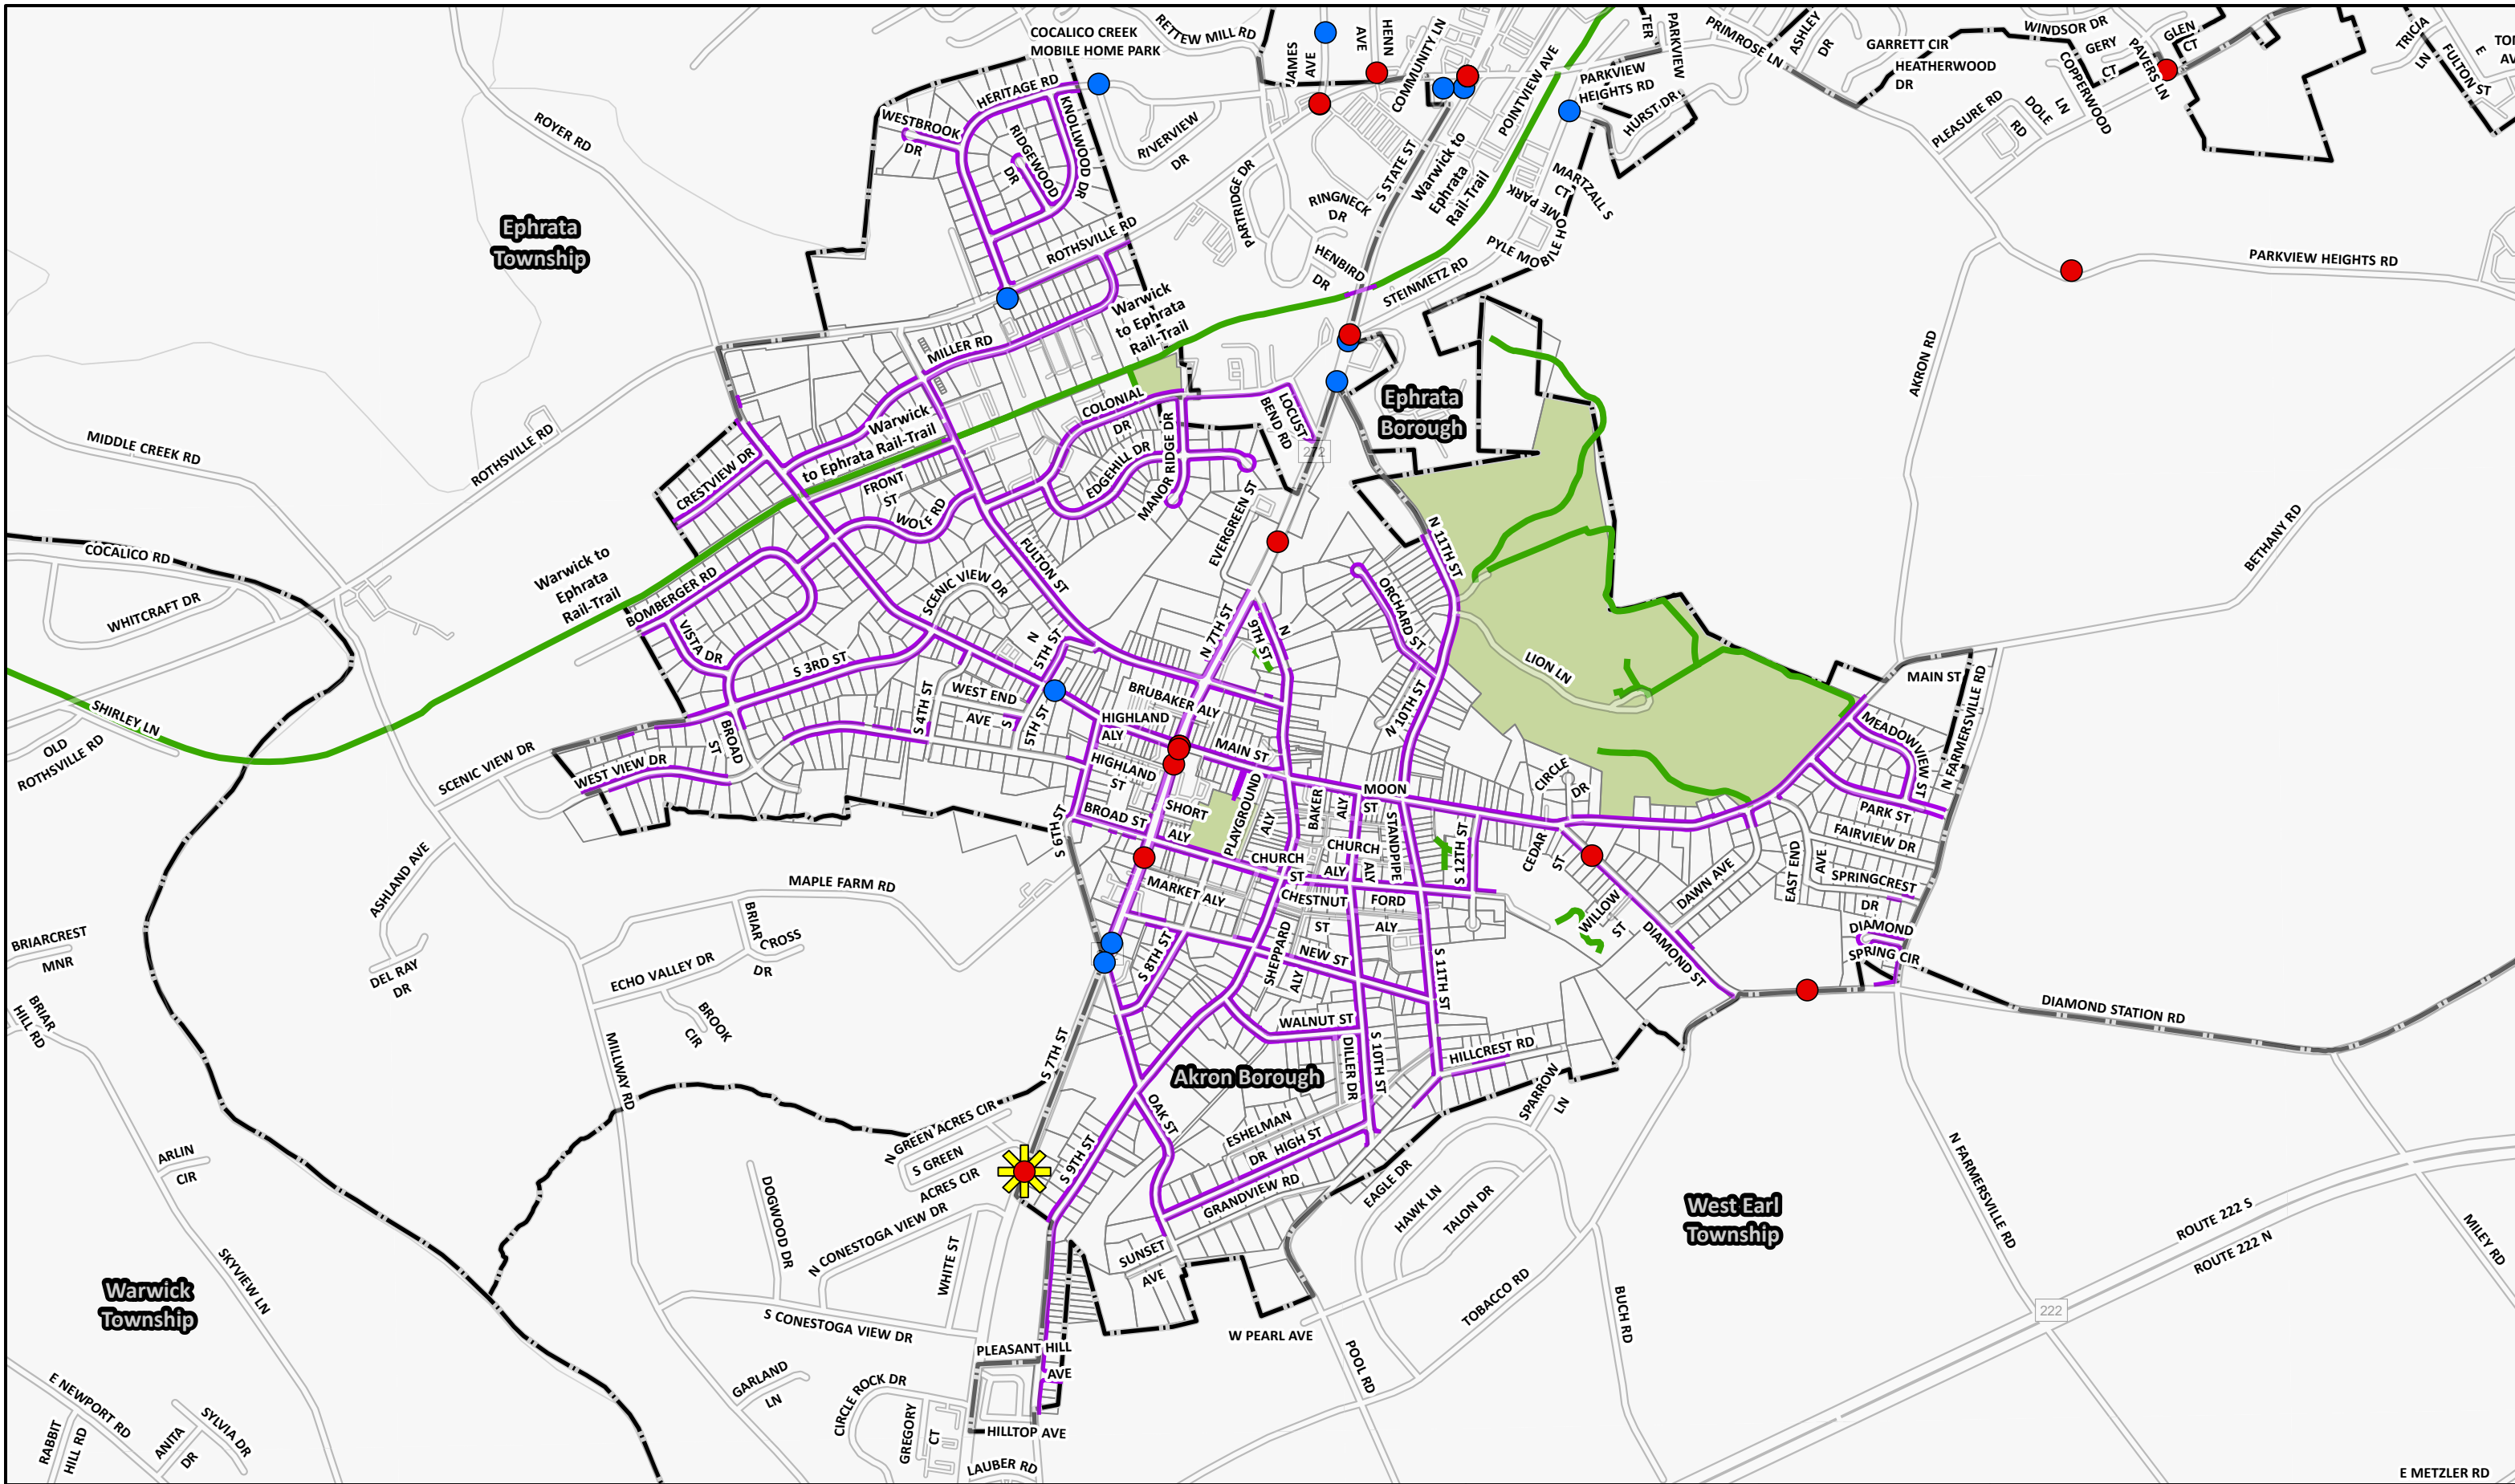 COCALICO CREEK
MOBILE HOME PARK
RETTEW MILL RD
JAMES
AVE
AVE
HENN
COMMUNITY LN
TER
PARKVIEW
PRIMROSE LN
ASHLEY
DR
GARRETT CIR
HEATHERWOOD
DR
WINDSOR DR
GERY
CT
COPPERWOOD
LN
PAVERS LN
GLEN
CT
TRICIA
LN
FULTON ST
E
HERITAGE RD
KNOLLWOOD DR
WESTBROOK
DR
RIDGEWOOD
DR
RIVERVIEW
DR
ROYER RD
POINTVIEW AVE
PARKVIEW
HEIGHTS RD
HURST DR
PLEASURE RD
DOLE
RD
PARTRIDGE DR
S STATE ST
RINGNECK
DR
Warwick to
Ephrata
Rail-Trail
MARTZALL S
CT
PYLE MOBILE HOME PARK
Ephrata
Township
ROTHSVILLE RD
HENBIRD
DR
STEINMETZ RD
PARKVIEW HEIGHTS RD
Warwick
to Ephrata
Rail-Trail
MILLER RD
AKRON RD
COLONIAL
DR
LOCUST
BEND RD
Ephrata
Borough
272
MIDDLE CREEK RD
ROTHSVILLE RD
CRESTVIEW DR
Warwick
to Ephrata Rail-Trail
FRONT
ST
EDGEHILL DR
MANOR RIDGE DR
WOLF RD
EVERGREEN ST
N 11TH ST
BETHANY RD
COCALICO RD
WHITCRAFT DR
Warwick to
Ephrata
Rail-Trail
BOMBERGER RD
FULTON ST
SCENIC VIEW DR
ORCHARD ST
VISTA DR
S 3RD ST
N
5TH ST
N 7TH ST
N
9TH ST
LION LN
MAIN ST
N FARMERSVILLE RD
SHIRLEY LN
OLD
ROTHSVILLE RD
SCENIC VIEW DR
BROAD
ST
WEST VIEW DR
S 4TH ST
WEST END
AVE
S
5TH ST
BRUBAKER ALY
HIGHLAND
ALY
HIGHLAND
ST
MAIN ST
N 10TH ST
MEADOWVIEW ST
PARK ST
MOON
ST
CIRCLE
DR
SHORT
ALY
PLAYGROUND
ALY
BAKER
ALY
STANDPIPE
ALY
S 12TH ST
CEDAR
ST
S 6TH ST
BROAD ST
CHURCH
ST
CHURCH
ALY
FAIRVIEW DR
EAST END
AVE
SPRINGCREST
DR
ASHLAND AVE
MAPLE FARM RD
MARKET ALY
CHESTNUT
ST
FORD
ALY
WILLOW
ST
DAWN AVE
DIAMOND
SPRING CIR
BRIARCREST
MNR
DEL RAY
DR
BRIAR
CROSS
DR
ECHO VALLEY DR
BROOK
CIR
S 8TH ST
SHEPPARD
ALY
NEW ST
S 11TH ST
DIAMOND ST
DIAMOND STATION RD
BRIAR
HILL RD
MILLWAY RD
S 7TH ST
WALNUT ST
DILLER DR
S 10TH ST
HILLCREST RD
Akron Borough
OAK ST
N GREEN ACRES CIR
S GREEN
ACRES CIR
S 9TH ST
ESHELMAN
DR
HIGH ST
SPARROW
LN
ARLIN
CIR
DOGWOOD DR
N CONESTOGA VIEW DR
GRANDVIEW RD
EAGLE DR
HAWK LN
TALON DR
N FARMERSVILLE RD
West Earl
Township
ROUTE 222 S
ROUTE 222 N
MILEY RD
SKYVIEW LN
WHITE ST
SUNSET
AVE
Warwick
Township
S CONESTOGA VIEW DR
TOBACCO RD
BUCH RD
222
PLEASANT HILL
AVE
W PEARL AVE
POOL RD
GARLAND
LN
CIRCLE ROCK DR
E NEWPORT RD
RABBIT
HILL RD
ANITA
DR
SYLVIA DR
GREGORY
CT
HILLTOP AVE
LAUBER RD
E METZLER RD